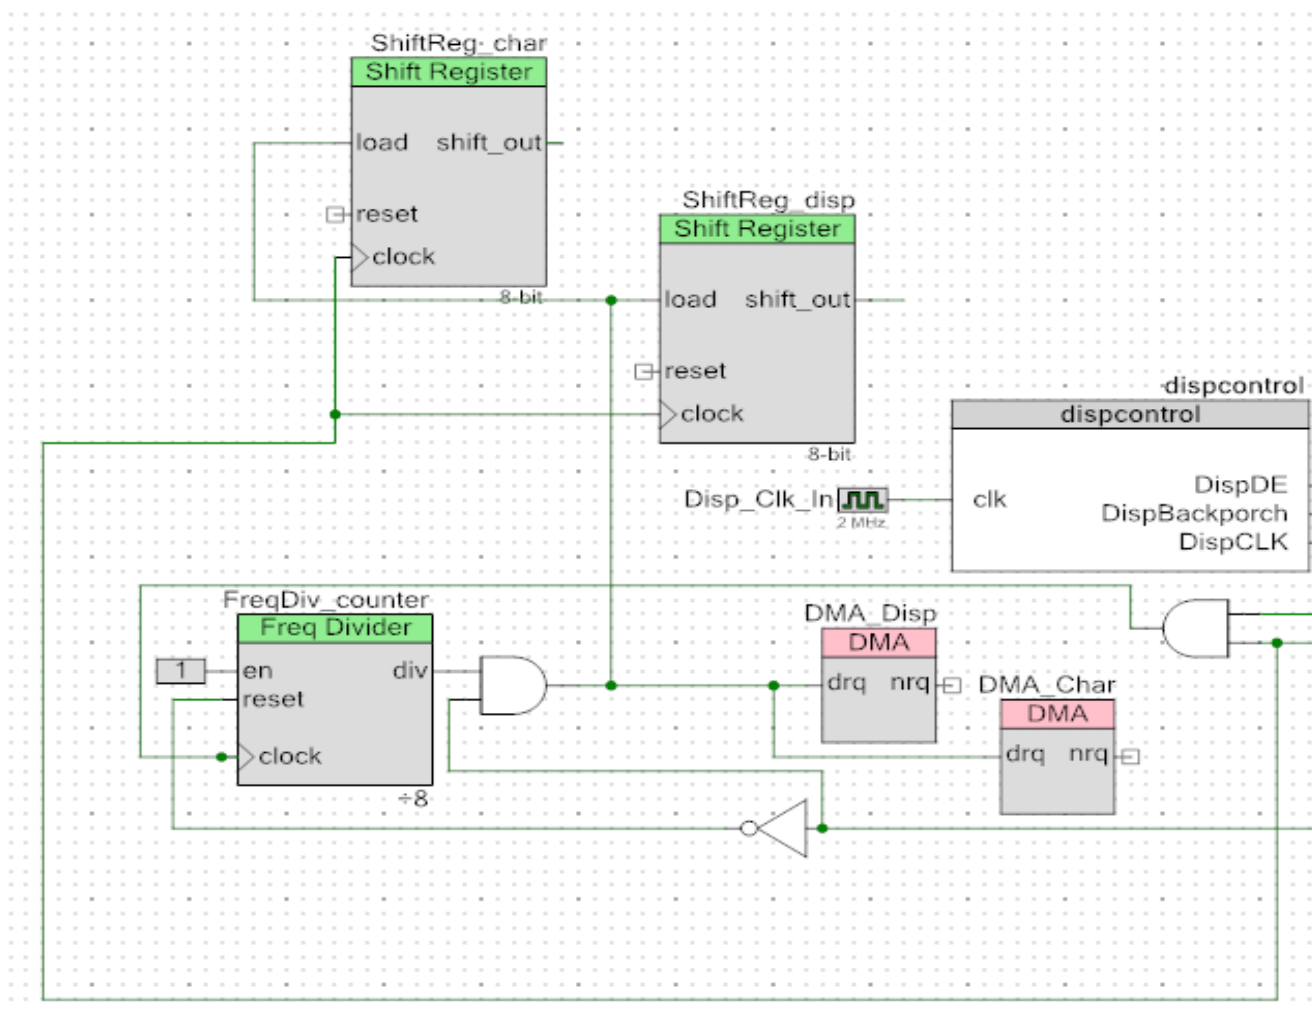 ShiftReg_char
Shift Register
load shift_out
reset
clock
8-bit
ShiftReg_disp
Shift Register
load shift_out
reset
clock
8-bit
dispcontrol
dispcontrol
Disp_Clk_In
2 MHz
clk
DispDE
DispBackporch
DispCLK
FreqDiv_counter
Freq Divider
1
en div
reset
clock
÷8
DMA_Disp
DMA
drq nrq
DMA_Char
DMA
drq nrq